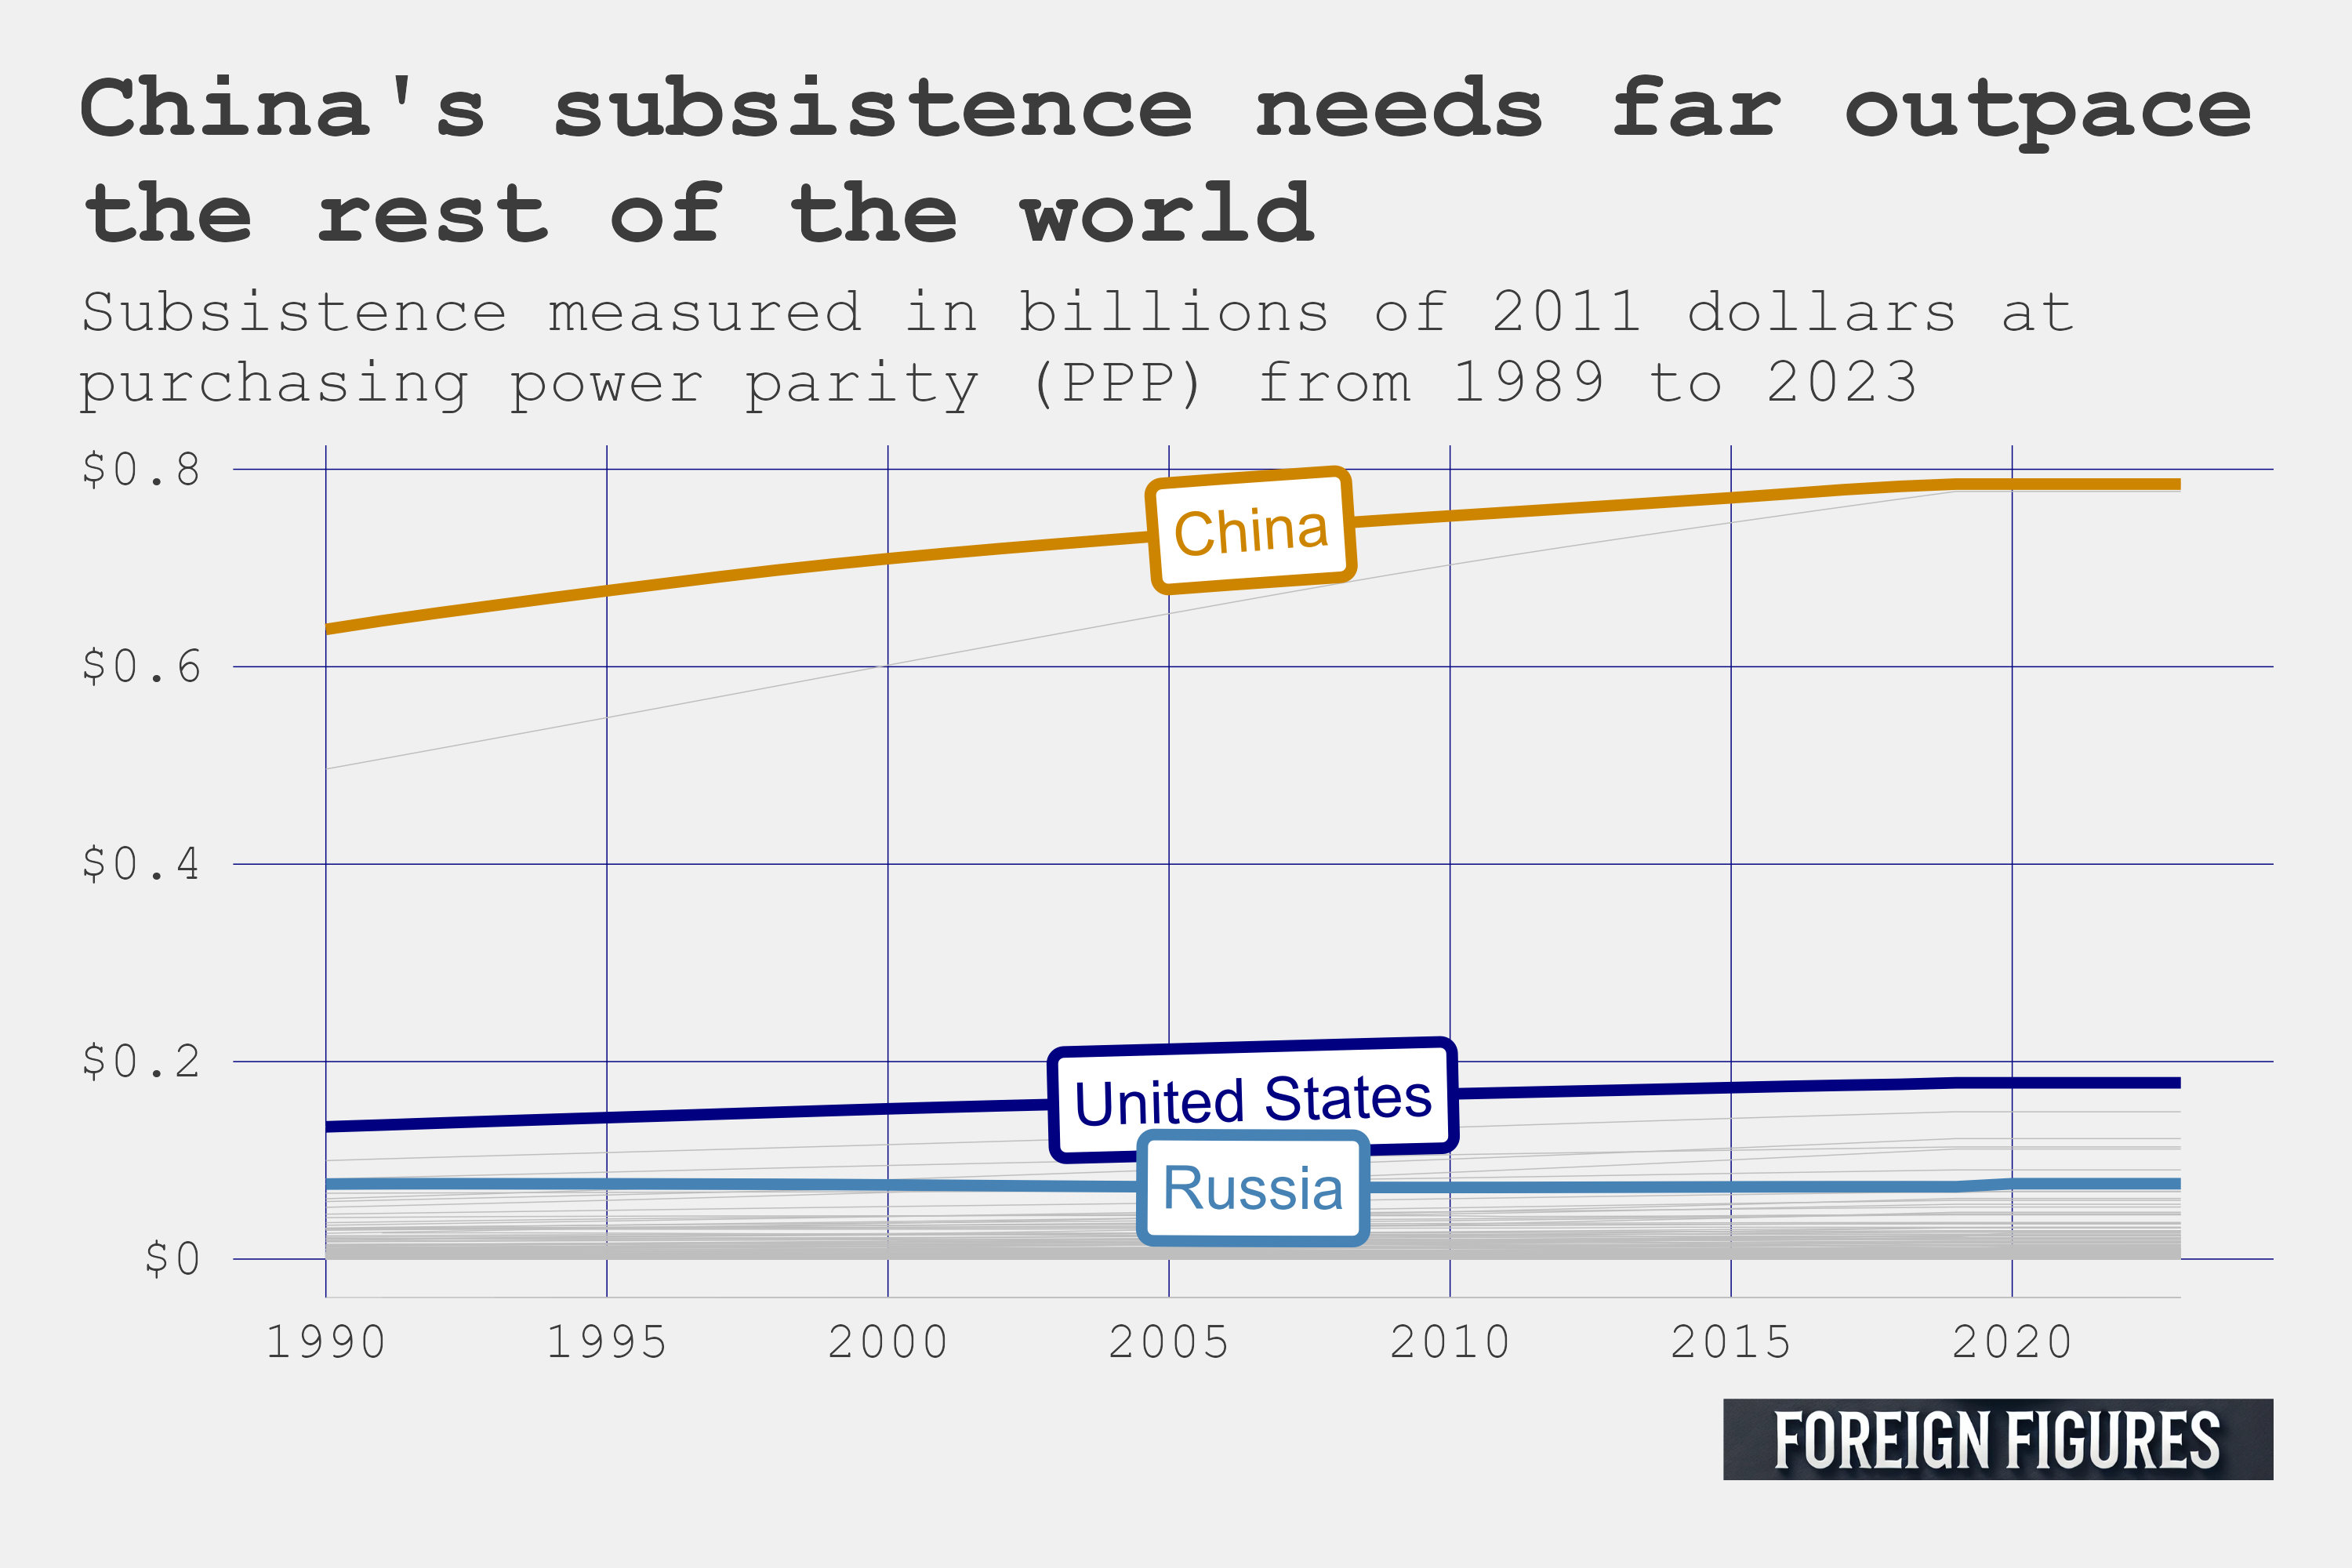 China's subsistence needs far outpace
the rest of the world
Subsistence measured in billions of 2011 dollars at
purchasing power parity (PPP) from 1989 to 2023
$0.8
$0.6
$0.4
$0.2
$0
China
United States
Russia
1990 1995 2000 2005 2010 2015 2020
FOREIGN FIGURES